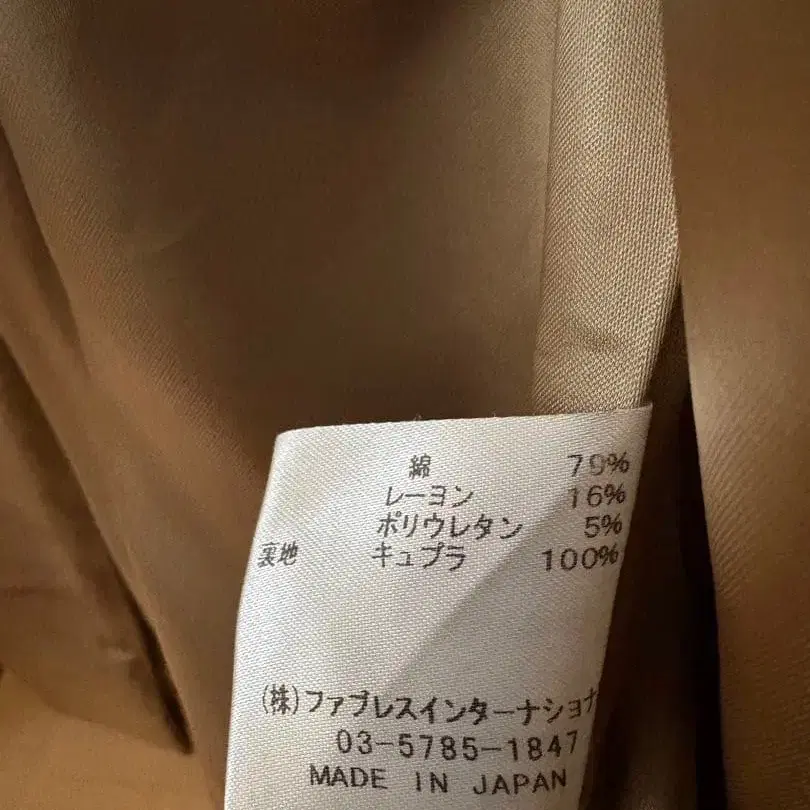 綿 79%
レーヨン 16%
ポリウレタン 5%
裏地 キュプラ 100%
(株)ファブレスインターナショナ
03-5785-1847
MADE IN JAPAN